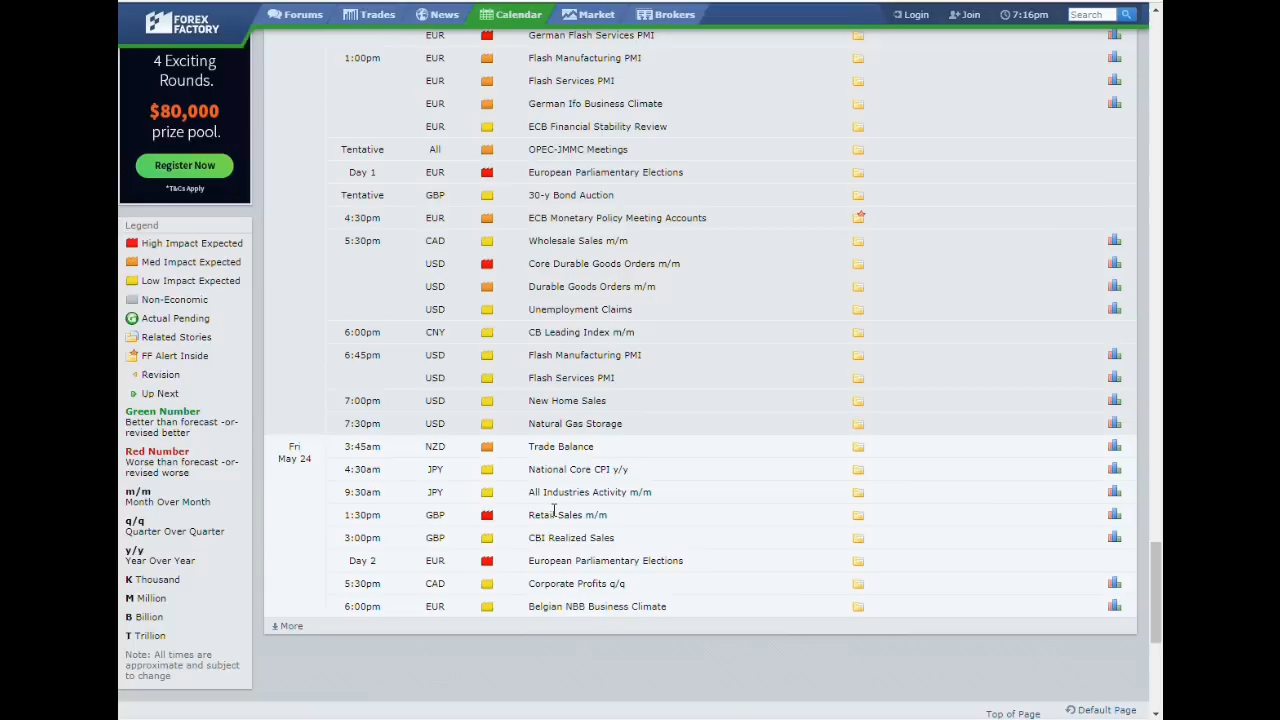 FOREX FACTORY
Forums Trades News Calendar Market Brokers Login Join 7:16pm Search
4 Exciting
Rounds.
$80,000
prize pool.
Register Now
*T&Cs Apply
Legend
High Impact Expected
Med Impact Expected
Low Impact Expected
Non-Economic
Actual Pending
Related Stories
FF Alert Inside
Revision
Up Next
Green Number
Better than forecast -or-
revised better
Red Number
Worse than forecast -or-
revised worse
m/m
Month Over Month
q/q
Quarter Over Quarter
y/y
Year Over Year
K Thousand
M Million
B Billion
T Trillion
Note: All times are
approximate and subject
to change
EUR German Flash Services PMI
1:00pm EUR Flash Manufacturing PMI
EUR Flash Services PMI
EUR German Ifo Business Climate
EUR ECB Financial Stability Review
Tentative All OPEC-JMMC Meetings
Day 1 EUR European Parliamentary Elections
Tentative GBP 30-y Bond Auction
4:30pm EUR ECB Monetary Policy Meeting Accounts
5:30pm CAD Wholesale Sales m/m
USD Core Durable Goods Orders m/m
USD Durable Goods Orders m/m
USD Unemployment Claims
6:00pm CNY CB Leading Index m/m
6:45pm USD Flash Manufacturing PMI
USD Flash Services PMI
7:00pm USD New Home Sales
7:30pm USD Natural Gas Storage
Fri 3:45am NZD Trade Balance
May 24
4:30am JPY National Core CPI y/y
9:30am JPY All Industries Activity m/m
1:30pm GBP Retail Sales m/m
3:00pm GBP CBI Realized Sales
Day 2 EUR European Parliamentary Elections
5:30pm CAD Corporate Profits q/q
6:00pm EUR Belgian NBB Business Climate
More
Top of Page Default Page